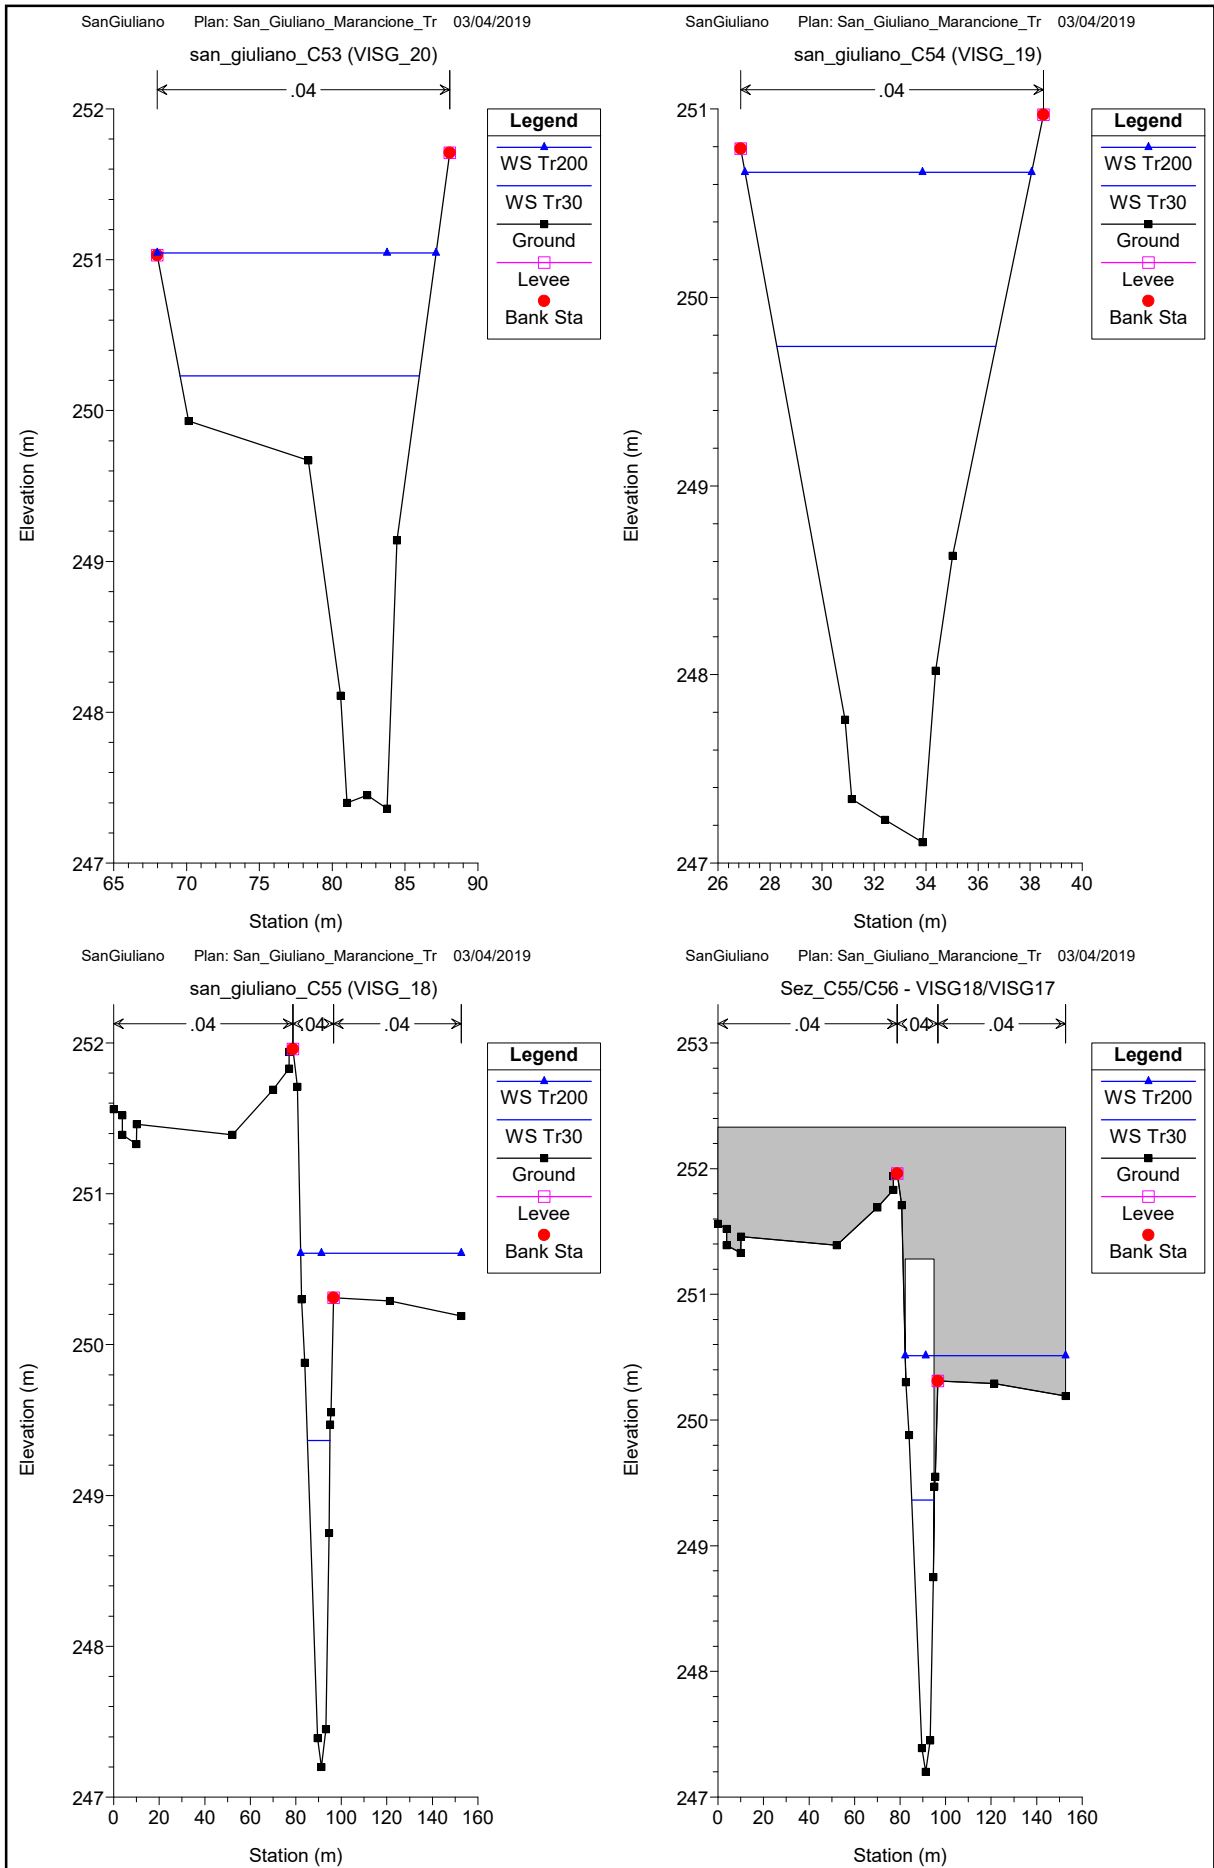 SanGiuliano Plan: San_Giuliano_Marancione_Tr 03/04/2019
san_giuliano_C53 (VISG_20)
.04
252
251
250
249
248
247
Elevation (m)
65 70 75 80 85 90
Station (m)
Legend
WS Tr200
WS Tr30
Ground
Levee
Bank Sta
SanGiuliano Plan: San_Giuliano_Marancione_Tr 03/04/2019
san_giuliano_C54 (VISG_19)
.04
251
250
249
248
247
Elevation (m)
26 28 30 32 34 36 38 40
Station (m)
Legend
WS Tr200
WS Tr30
Ground
Levee
Bank Sta
SanGiuliano Plan: San_Giuliano_Marancione_Tr 03/04/2019
san_giuliano_C55 (VISG_18)
.04 .04 .04
252
251
250
249
248
247
Elevation (m)
0 20 40 60 80 100 120 140 160
Station (m)
Legend
WS Tr200
WS Tr30
Ground
Levee
Bank Sta
SanGiuliano Plan: San_Giuliano_Marancione_Tr 03/04/2019
Sez_C55/C56 - VISG18/VISG17
.04 .04 .04
253
252
251
250
249
248
247
Elevation (m)
0 20 40 60 80 100 120 140 160
Station (m)
Legend
WS Tr200
WS Tr30
Ground
Levee
Bank Sta